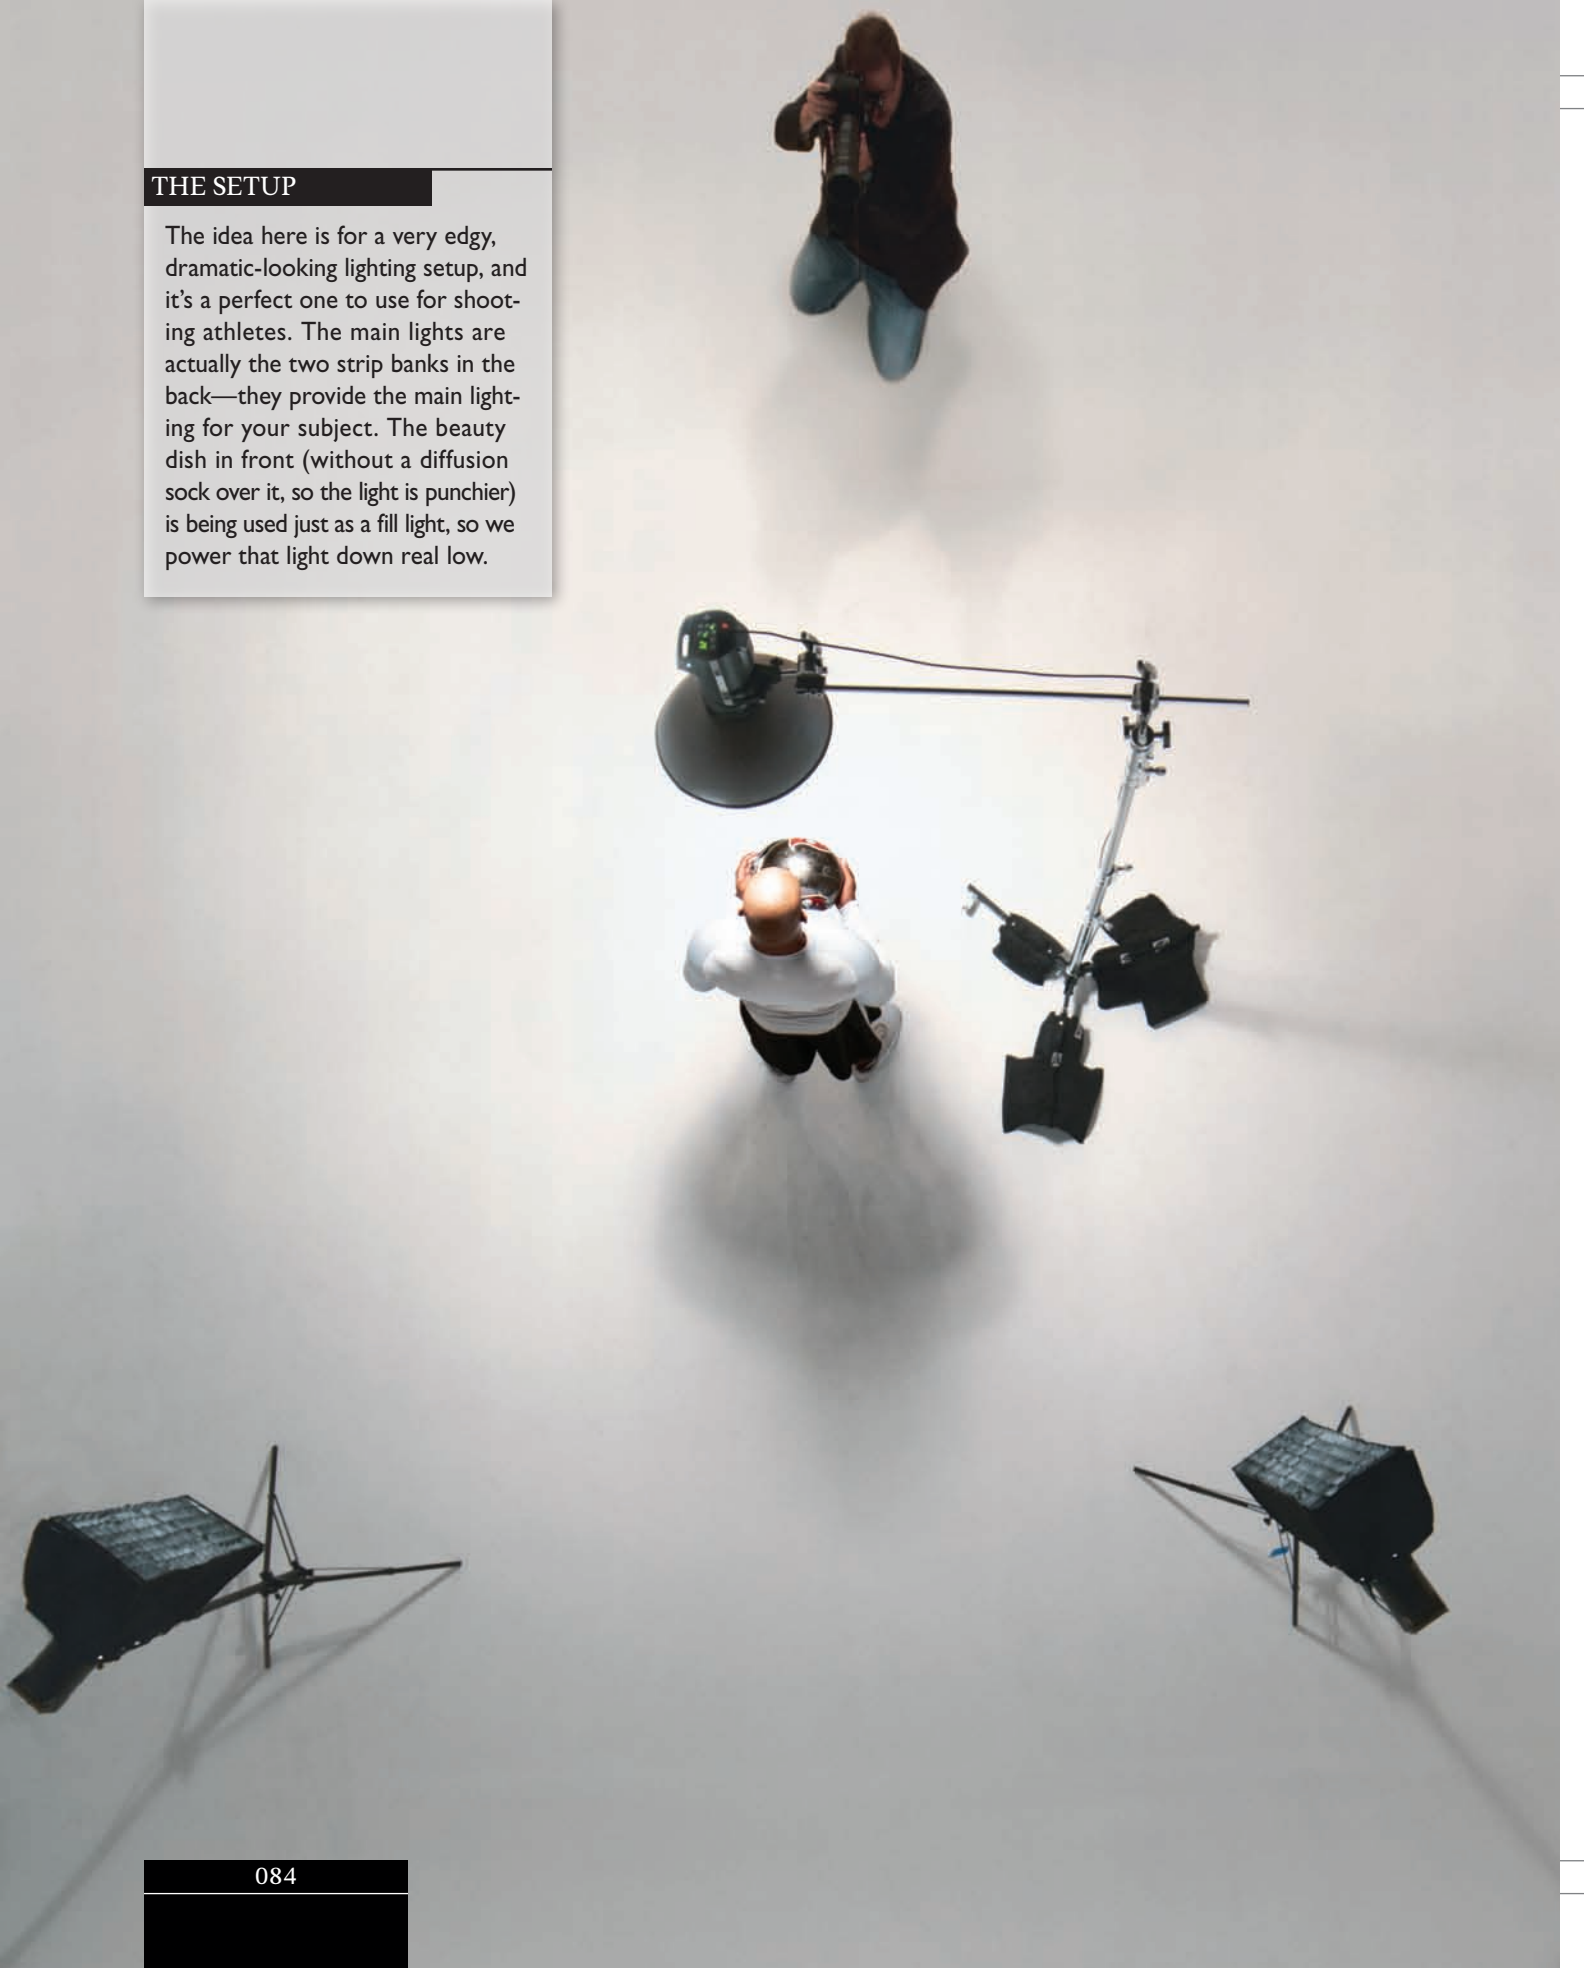 THE SETUP
The idea here is for a very edgy,
dramatic-looking lighting setup, and
it's a perfect one to use for shoot-
ing athletes. The main lights are
actually the two strip banks in the
back—they provide the main light-
ing for your subject. The beauty
dish in front (without a diffusion
sock over it, so the light is punchier)
is being used just as a fill light, so we
power that light down real low.
084